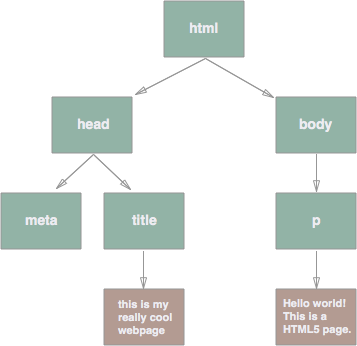 html
head
body
meta
title
p
this is my
really cool
webpage
Hello world!
This is a
HTML5 page.